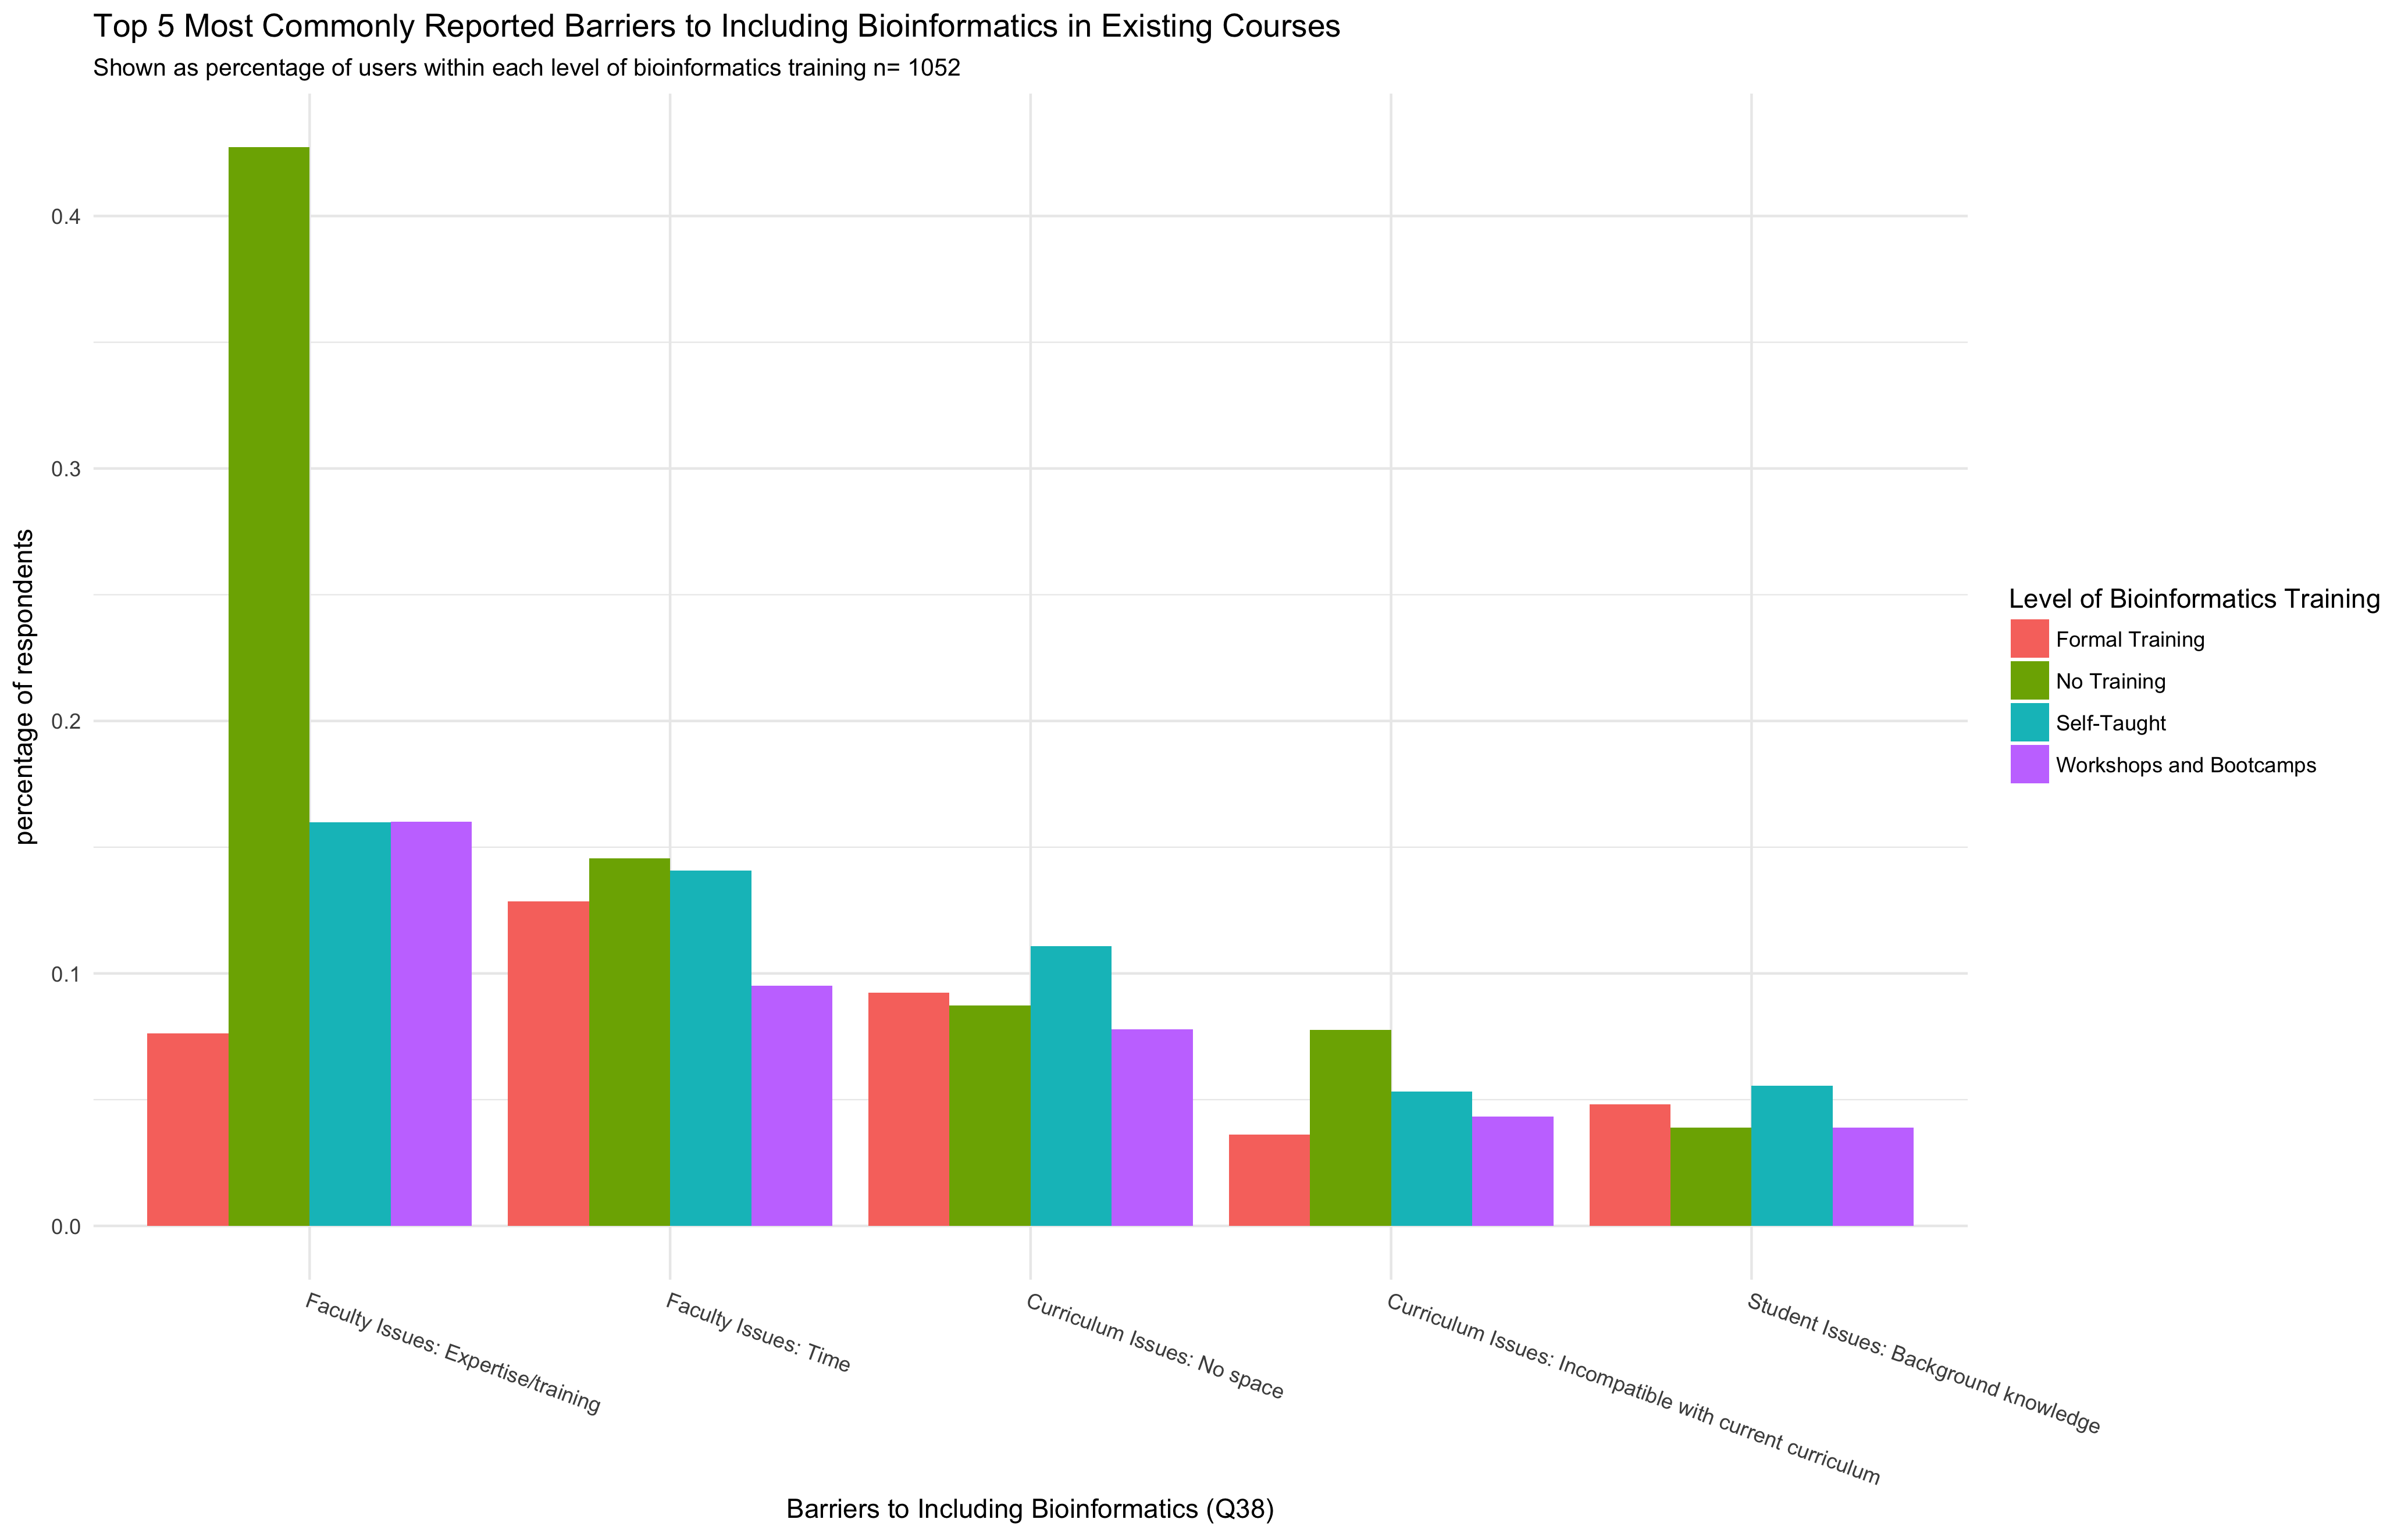 Top 5 Most Commonly Reported Barriers to Including Bioinformatics in Existing Courses
Shown as percentage of users within each level of bioinformatics training n= 1052
percentage of respondents
0.4
0.3
0.2
0.1
0.0
Faculty Issues: Expertise/training
Faculty Issues: Time
Curriculum Issues: No space
Curriculum Issues: Incompatible with current curriculum
Student Issues: Background knowledge
Barriers to Including Bioinformatics (Q38)
Level of Bioinformatics Training
Formal Training
No Training
Self-Taught
Workshops and Bootcamps